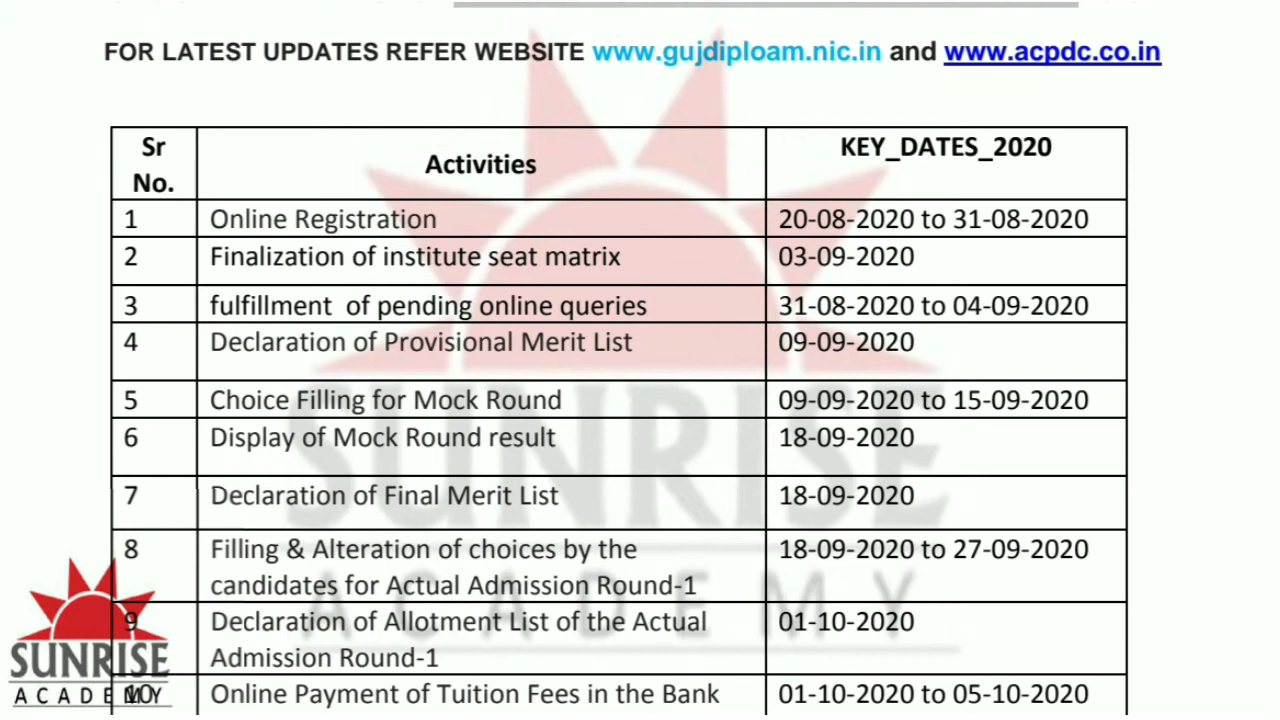 FOR LATEST UPDATES REFER WEBSITE www.gujdiploam.nic.in and www.acpdc.co.in
Sr No. Activities KEY_DATES_2020
1 Online Registration 20-08-2020 to 31-08-2020
2 Finalization of institute seat matrix 03-09-2020
3 fulfillment of pending online queries 31-08-2020 to 04-09-2020
4 Declaration of Provisional Merit List 09-09-2020
5 Choice Filling for Mock Round 09-09-2020 to 15-09-2020
6 Display of Mock Round result 18-09-2020
7 Declaration of Final Merit List 18-09-2020
8 Filling & Alteration of choices by the 18-09-2020 to 27-09-2020
candidates for Actual Admission Round-1
9 Declaration of Allotment List of the Actual 01-10-2020
Admission Round-1
10 Online Payment of Tuition Fees in the Bank 01-10-2020 to 05-10-2020
SUNRISE
ACADEMY
SUNRISE
ACADEMY